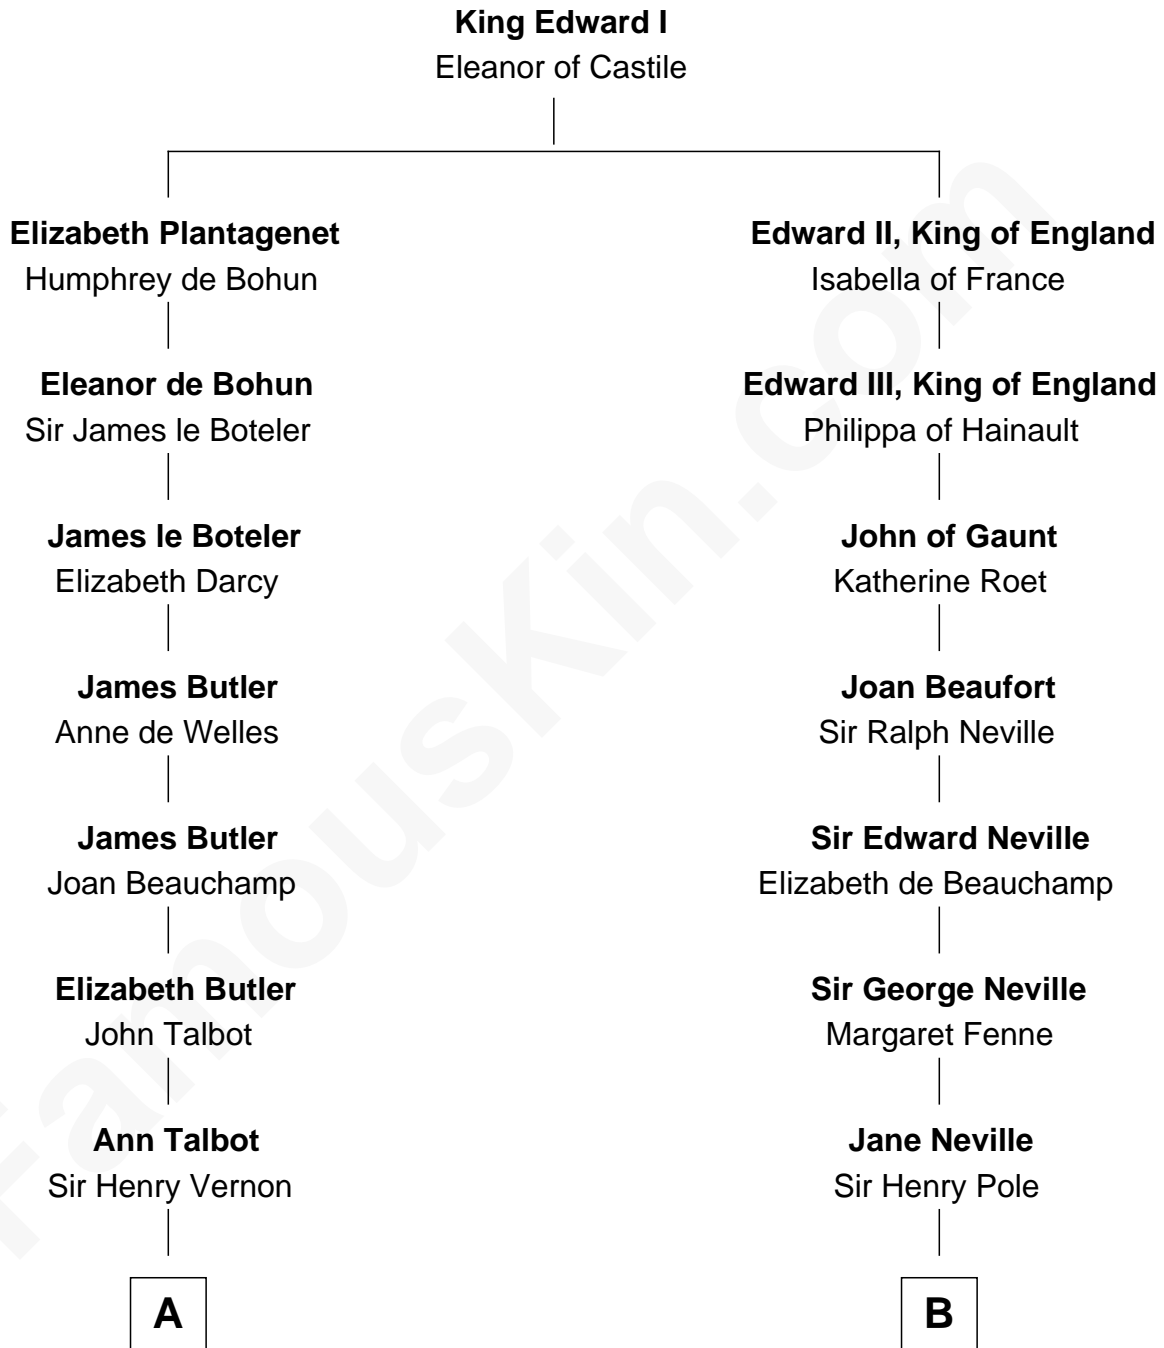 King Edward I
Eleanor of Castile
Elizabeth Plantagenet
Humphrey de Bohun
Edward II, King of England
Isabella of France
Eleanor de Bohun
Sir James le Boteler
Edward III, King of England
Philippa of Hainault
James le Boteler
Elizabeth Darcy
John of Gaunt
Katherine Roet
James Butler
Anne de Welles
Joan Beaufort
Sir Ralph Neville
James Butler
Joan Beauchamp
Sir Edward Neville
Elizabeth de Beauchamp
Elizabeth Butler
John Talbot
Sir George Neville
Margaret Fenne
Ann Talbot
Sir Henry Vernon
Jane Neville
Sir Henry Pole
A
B
FamousKin.com